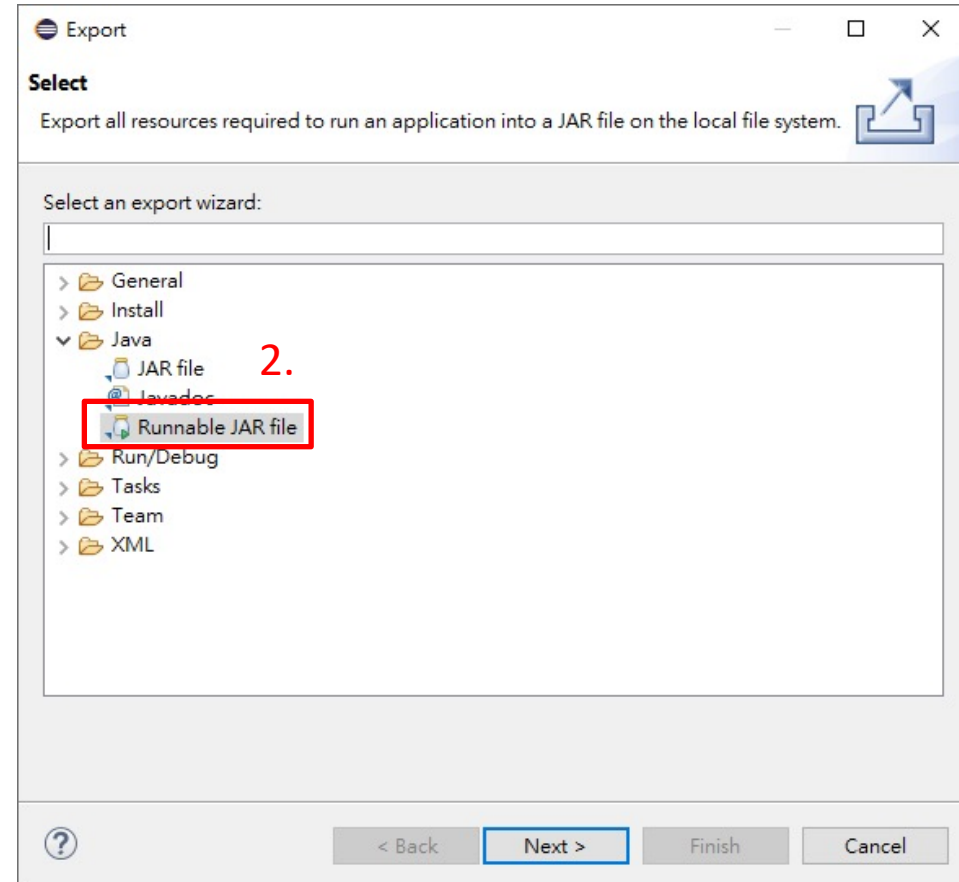 Export
Select
Export all resources required to run an application into a JAR file on the local file system.
Select an export wizard:
General
Install
Java
JAR file
2.
Javadoc
Runnable JAR file
Run/Debug
Tasks
Team
XML
?
< Back
Next >
Finish
Cancel